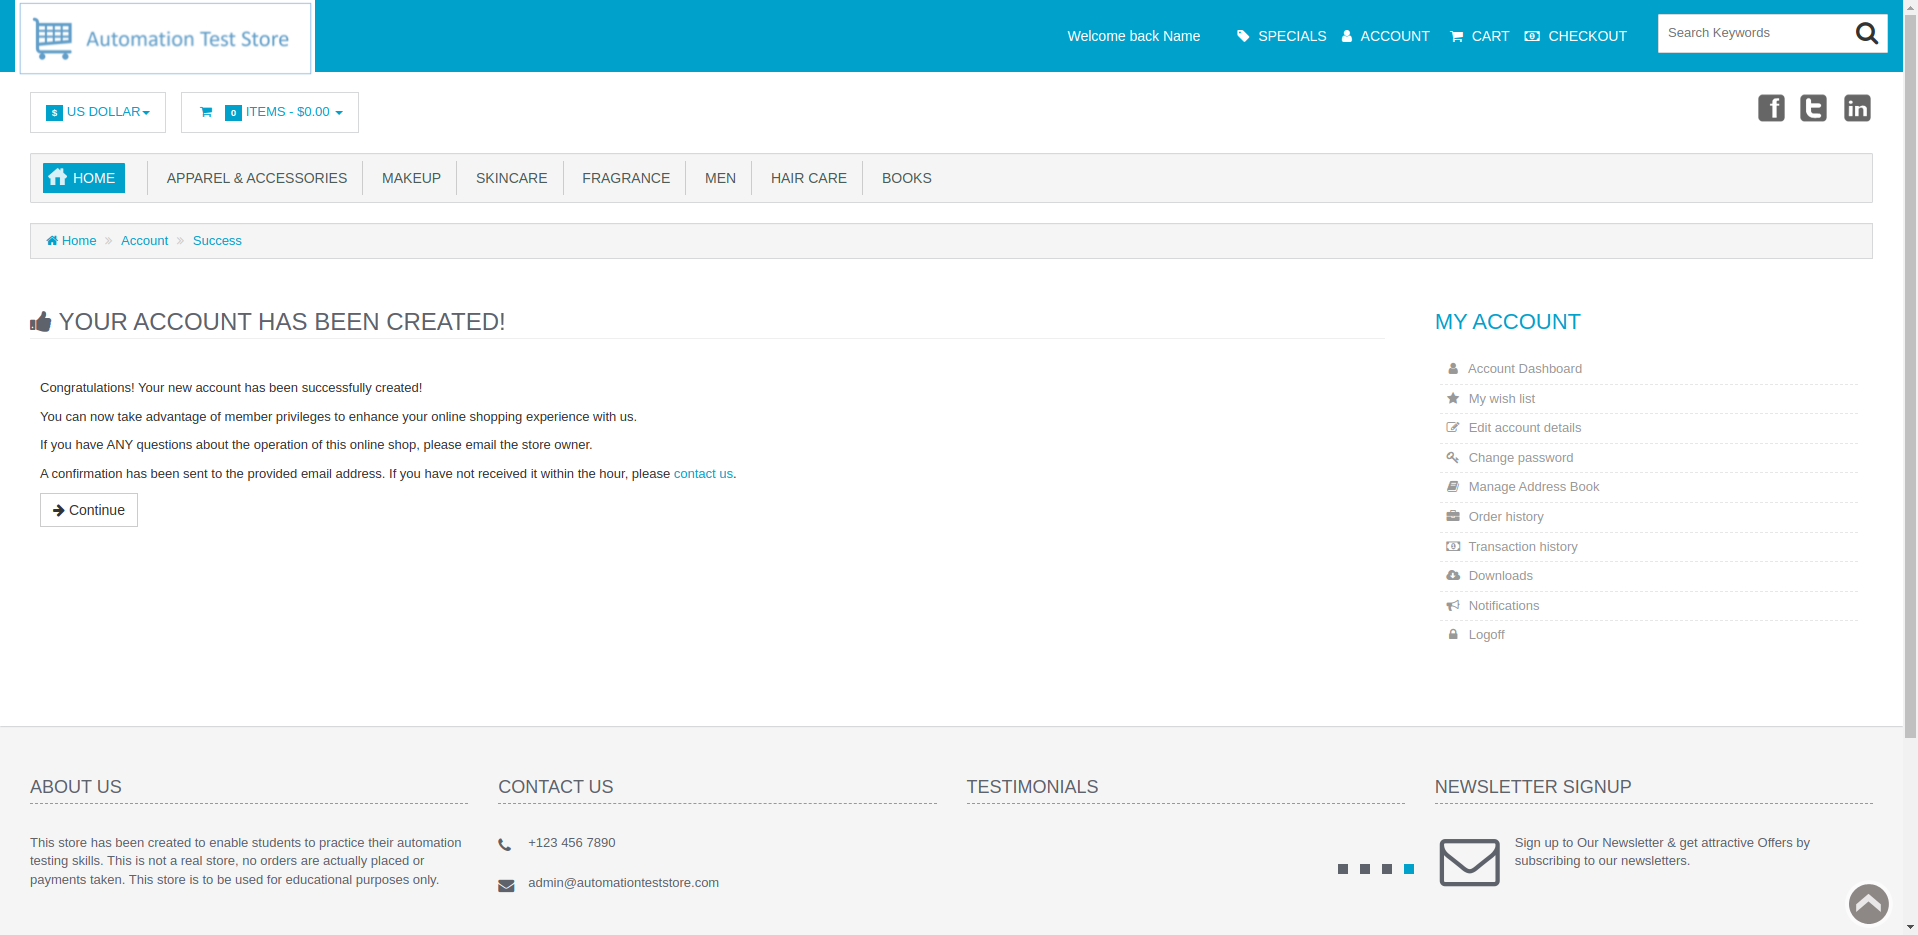 Automation Test Store
Welcome back Name
SPECIALS
ACCOUNT
CART
CHECKOUT
Search Keywords
$ US DOLLAR
0 ITEMS - $0.00
HOME
APPAREL & ACCESSORIES
MAKEUP
SKINCARE
FRAGRANCE
MEN
HAIR CARE
BOOKS
Home » Account » Success
YOUR ACCOUNT HAS BEEN CREATED!
Congratulations! Your new account has been successfully created!
You can now take advantage of member privileges to enhance your online shopping experience with us.
If you have ANY questions about the operation of this online shop, please email the store owner.
A confirmation has been sent to the provided email address. If you have not received it within the hour, please contact us.
Continue
MY ACCOUNT
Account Dashboard
My wish list
Edit account details
Change password
Manage Address Book
Order history
Transaction history
Downloads
Notifications
Logoff
ABOUT US
This store has been created to enable students to practice their automation
testing skills. This is not a real store, no orders are actually placed or
payments taken. This store is to be used for educational purposes only.
CONTACT US
+123 456 7890
admin@automationteststore.com
TESTIMONIALS
NEWSLETTER SIGNUP
Sign up to Our Newsletter & get attractive Offers by
subscribing to our newsletters.